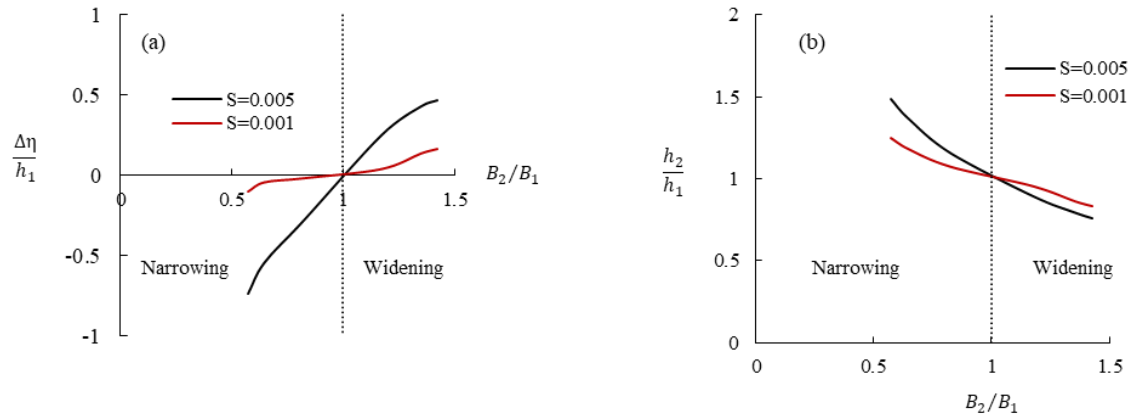 1
(a)
0.5
S=0.005
S=0.001
Δη
h₁
0
0
0.5
1
1.5
B₂/B₁
-0.5
Narrowing
Widening
-1
2
(b)
S=0.005
S=0.001
1.5
h₂
h₁
1
0.5
Narrowing
Widening
0
0
0.5
1
1.5
B₂/B₁